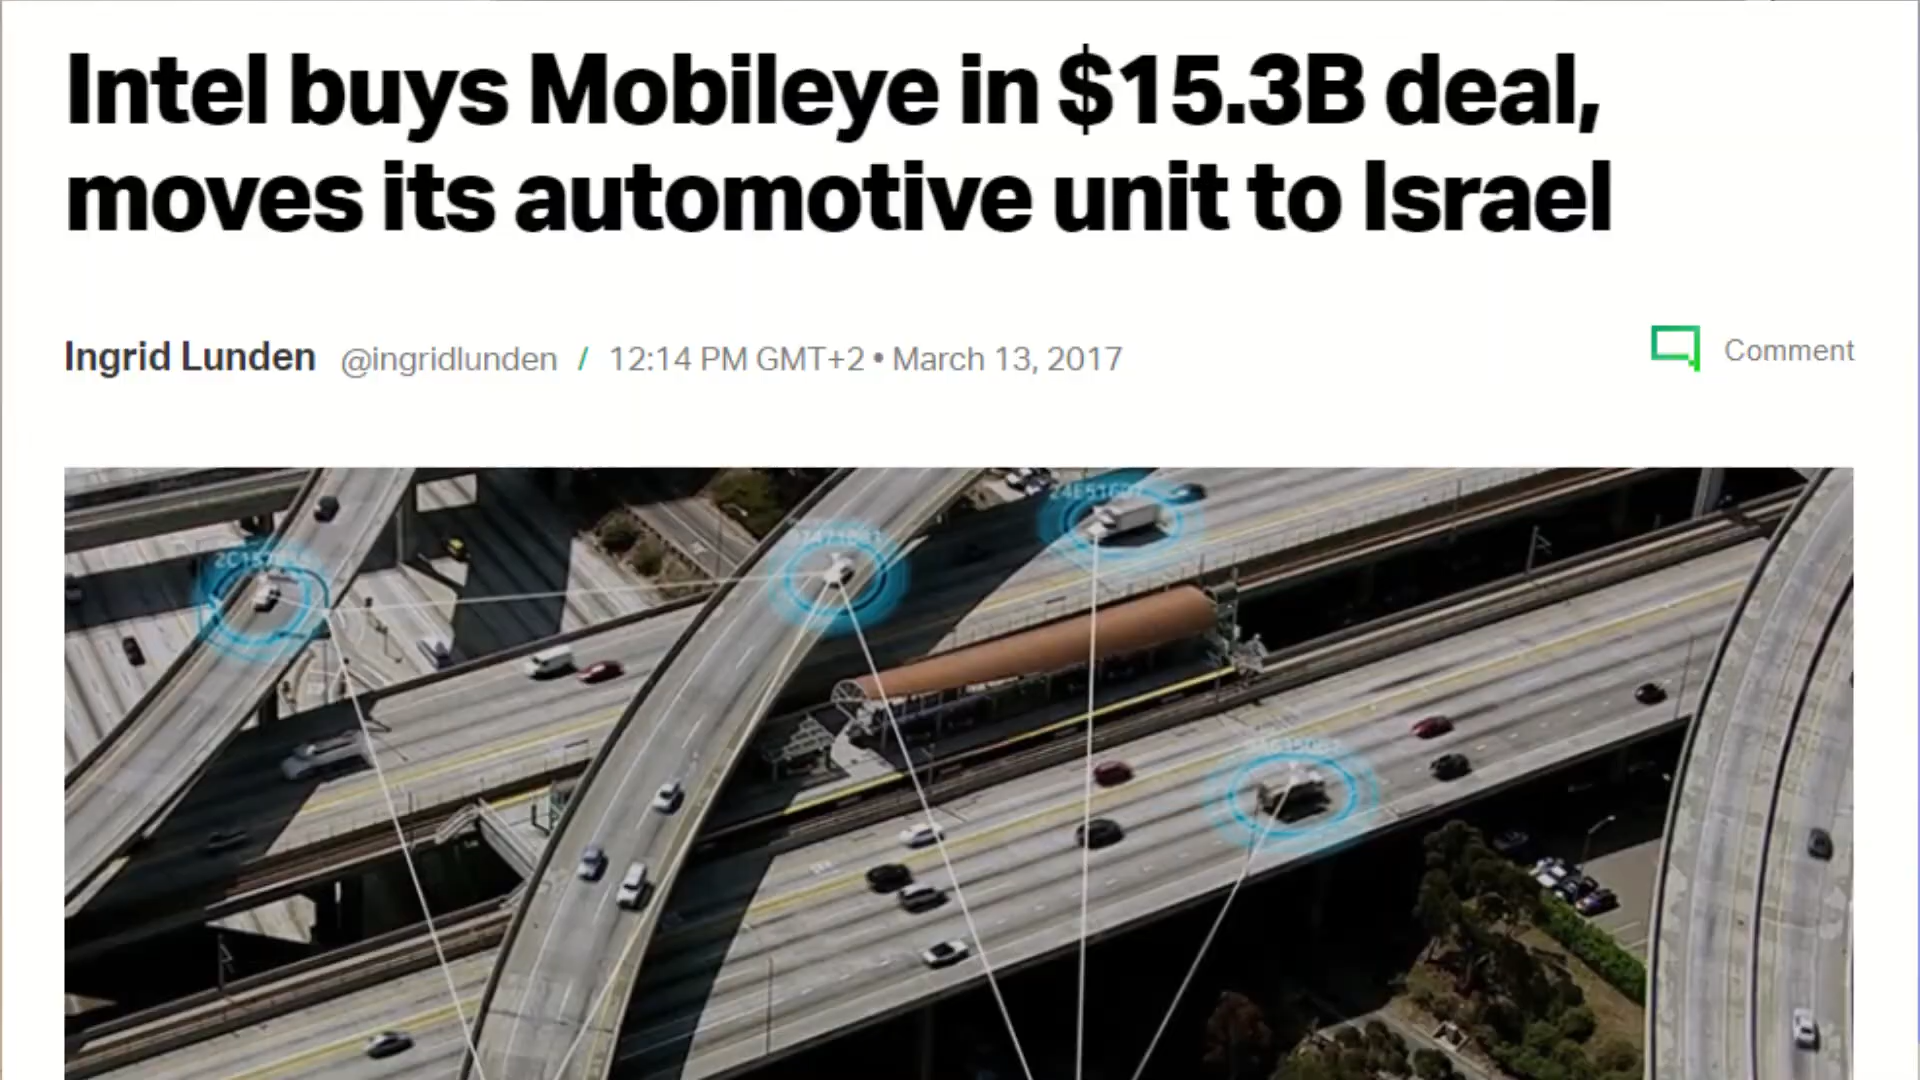 Intel buys Mobileye in $15.3B deal,
moves its automotive unit to Israel
Ingrid Lunden @ingridlunden / 12:14 PM GMT+2 • March 13, 2017
Comment